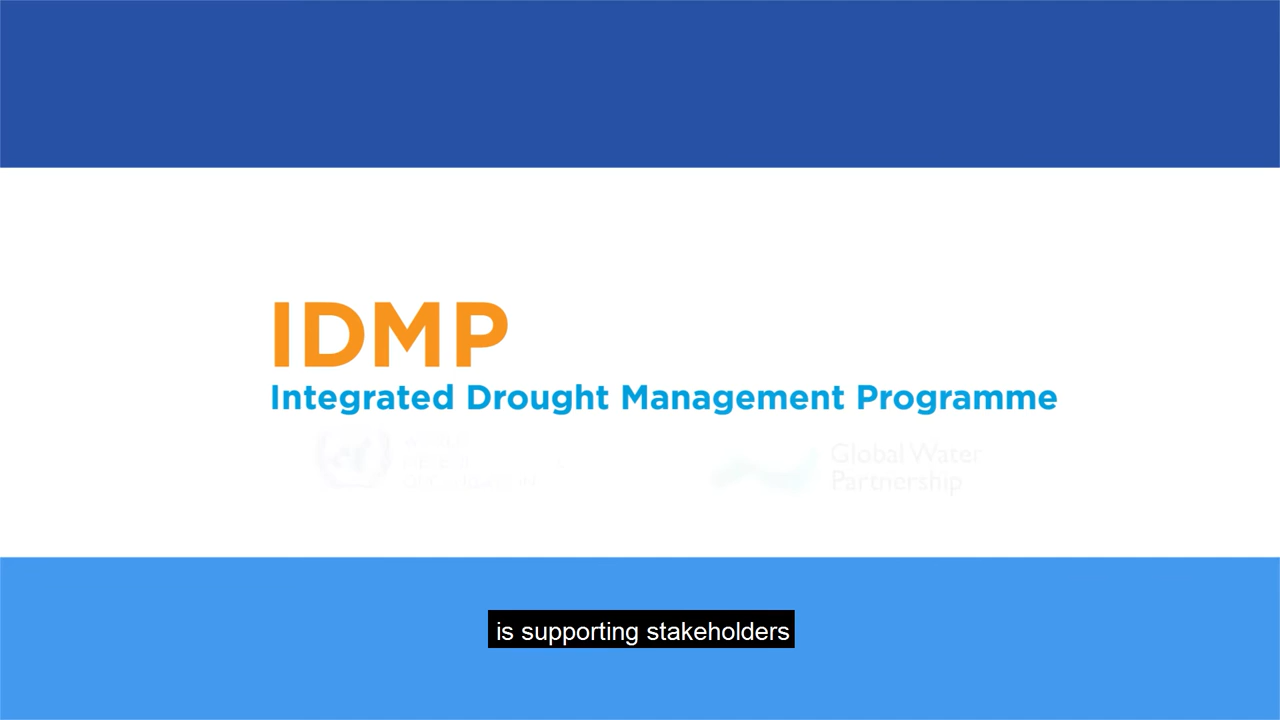 IDMP
Integrated Drought Management Programme
Global Water
Partnership
is supporting stakeholders